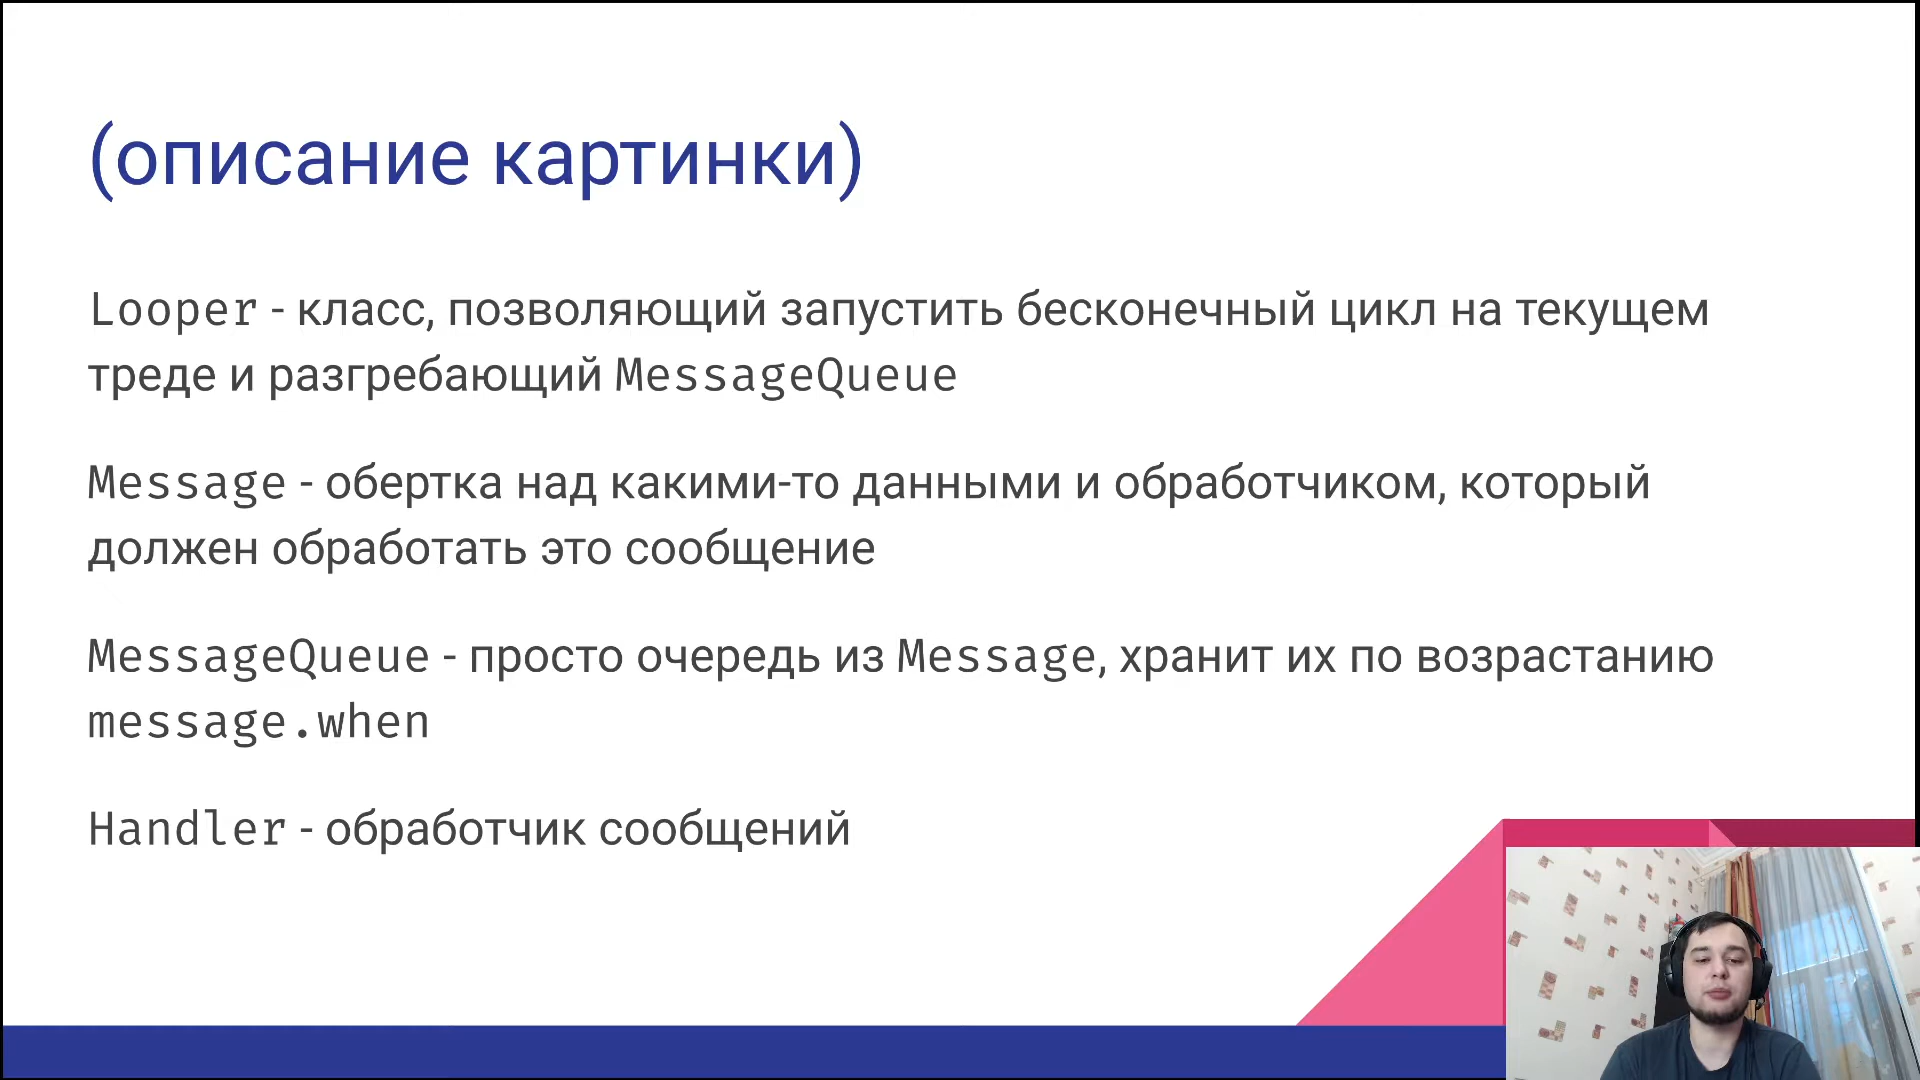 (описание картинки)
Looper - класс, позволяющий запустить бесконечный цикл на текущем
треде и разгребающий MessageQueue
Message - обертка над какими-то данными и обработчиком, который
должен обработать это сообщение
MessageQueue - просто очередь из Message, хранит их по возрастанию
message.when
Handler - обработчик сообщений